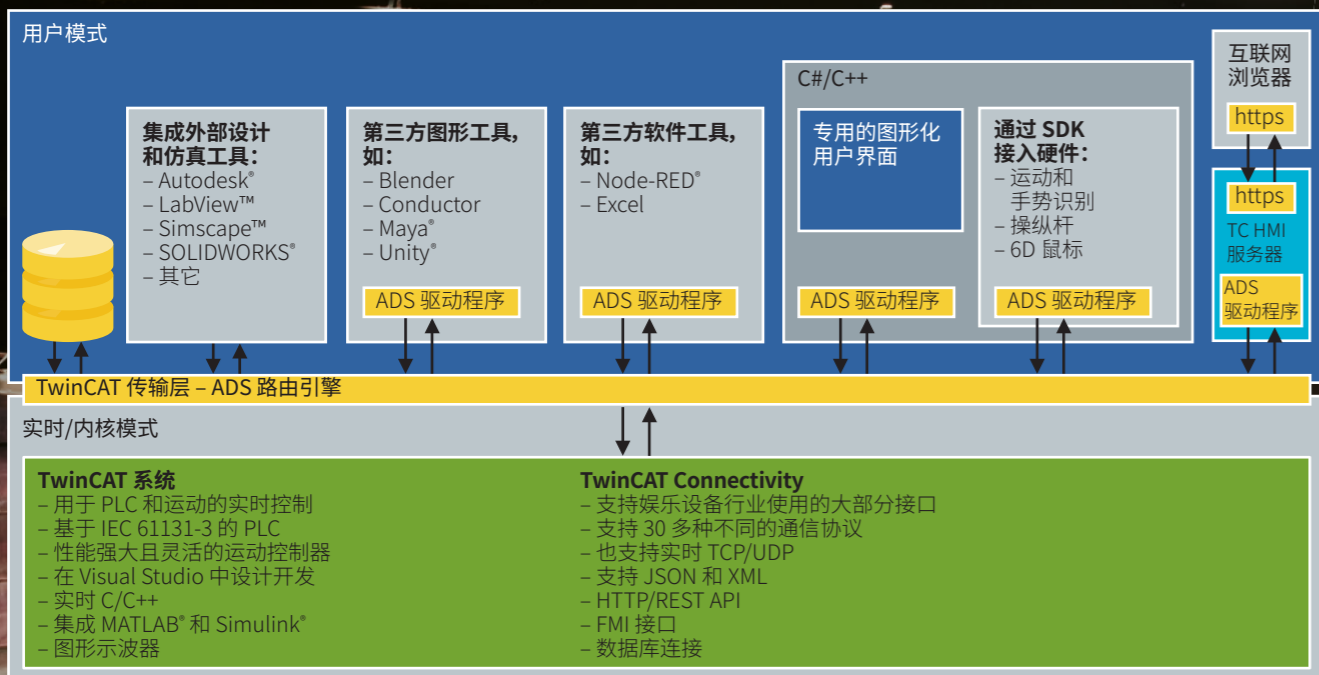 用户模式
集成外部设计
和仿真工具：
– Autodesk®
– LabView™
– Simscape™
– SOLIDWORKS®
– 其它
第三方图形工具，
如：
– Blender
– Conductor
– Maya®
– Unity®
ADS 驱动程序
第三方软件工具，
如：
– Node-RED®
– Excel
ADS 驱动程序
C#/C++
专用的图形化
用户界面
ADS 驱动程序
通过 SDK
接入硬件：
– 运动和
手势识别
– 操纵杆
– 6D 鼠标
ADS 驱动程序
互联网
浏览器
https
https
TC HMI
服务器
ADS
驱动程序
TwinCAT 传输层 – ADS 路由引擎
实时/内核模式
TwinCAT 系统
– 用于 PLC 和运动的实时控制
– 基于 IEC 61131-3 的 PLC
– 性能强大且灵活的运动控制器
– 在 Visual Studio 中设计开发
– 实时 C/C++
– 集成 MATLAB® 和 Simulink®
– 图形示波器
TwinCAT Connectivity
– 支持娱乐设备行业使用的大部分接口
– 支持 30 多种不同的通信协议
– 也支持实时 TCP/UDP
– 支持 JSON 和 XML
– HTTP/REST API
– FMI 接口
– 数据库连接